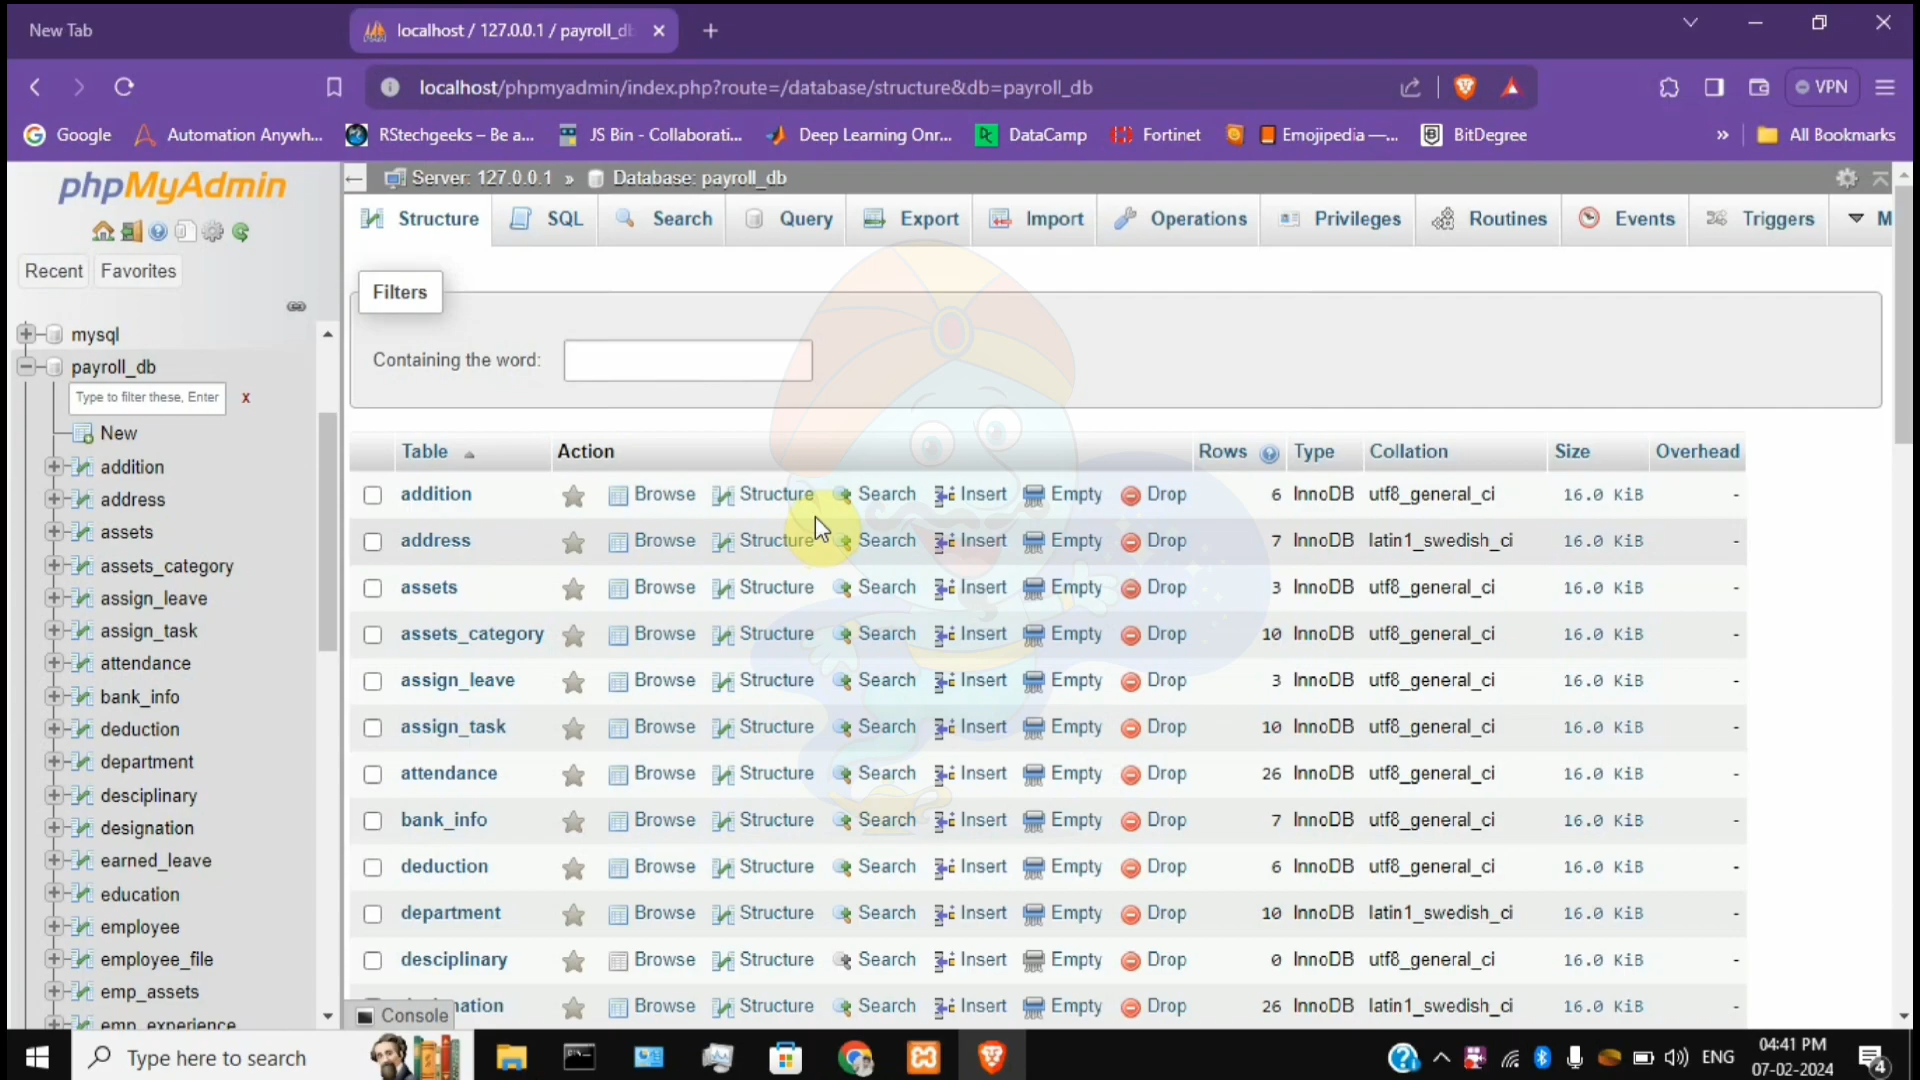 New Tab
localhost / 127.0.0.1 / payroll_d
localhost/phpmyadmin/index.php?route=/database/structure&db=payroll_db
VPN
Google
Automation Anywh...
RStechgeeks – Be a...
JS Bin - Collaborati...
Deep Learning Onr...
DataCamp
Fortinet
Emojipedia —...
BitDegree
»
All Bookmarks
phpMyAdmin
Server: 127.0.0.1 » Database: payroll_db
Structure SQL Search Query Export Import Operations Privileges Routines Events Triggers M
Recent Favorites
mysql
payroll_db
Type to filter these, Enter X
New
addition
address
assets
assets_category
assign_leave
assign_task
attendance
bank_info
deduction
department
desciplinary
designation
earned_leave
education
employee
employee_file
emp_assets
emp_experience
Filters
Containing the word:
Table Action Rows Type Collation Size Overhead
addition Browse Structure Search Insert Empty Drop 6 InnoDB utf8_general_ci 16.0 KiB -
address Browse Structure Search Insert Empty Drop 7 InnoDB latin1_swedish_ci 16.0 KiB -
assets Browse Structure Search Insert Empty Drop 3 InnoDB utf8_general_ci 16.0 KiB -
assets_category Browse Structure Search Insert Empty Drop 10 InnoDB utf8_general_ci 16.0 KiB -
assign_leave Browse Structure Search Insert Empty Drop 3 InnoDB utf8_general_ci 16.0 KiB -
assign_task Browse Structure Search Insert Empty Drop 10 InnoDB utf8_general_ci 16.0 KiB -
attendance Browse Structure Search Insert Empty Drop 26 InnoDB utf8_general_ci 16.0 KiB -
bank_info Browse Structure Search Insert Empty Drop 7 InnoDB utf8_general_ci 16.0 KiB -
deduction Browse Structure Search Insert Empty Drop 6 InnoDB utf8_general_ci 16.0 KiB -
department Browse Structure Search Insert Empty Drop 10 InnoDB latin1_swedish_ci 16.0 KiB -
desciplinary Browse Structure Search Insert Empty Drop 0 InnoDB utf8_general_ci 16.0 KiB -
nation Browse Structure Search Insert Empty Drop 26 InnoDB latin1_swedish_ci 16.0 KiB -
Console
Type here to search
ENG
04:41 PM
07-02-2024
4